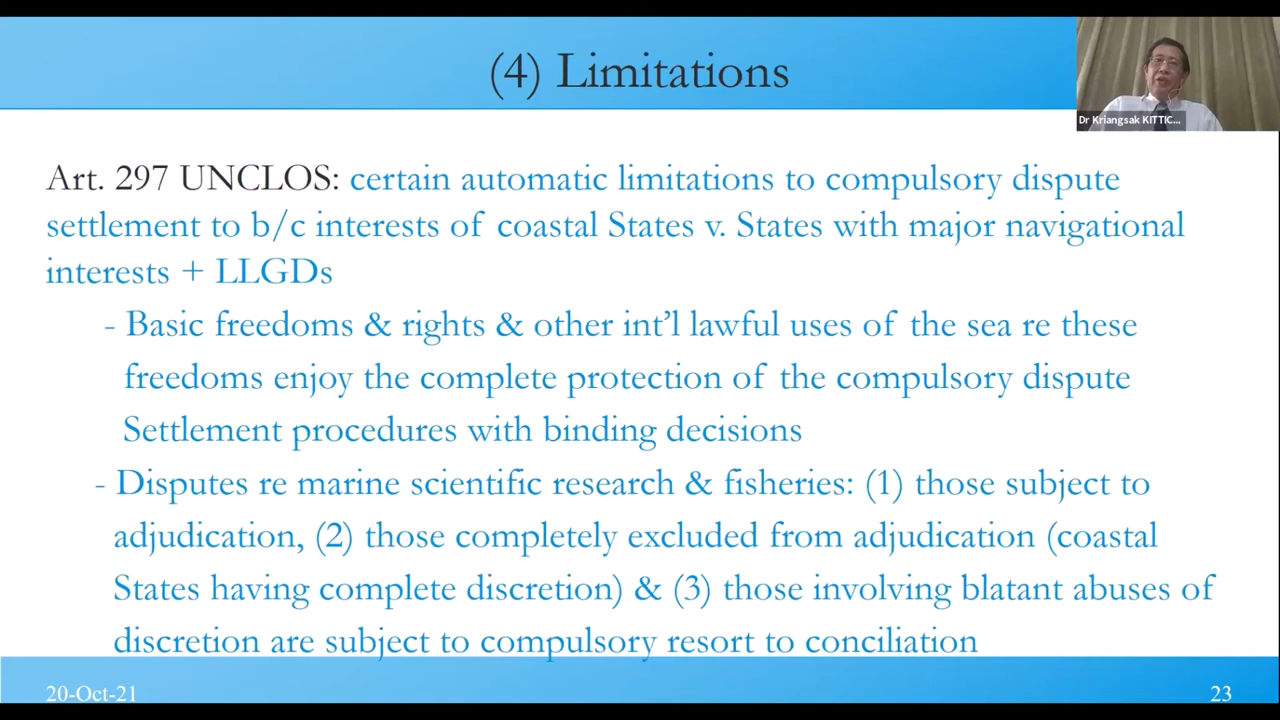 (4) Limitations
Dr Kriangsak KITTIC...
Art. 297 UNCLOS: certain automatic limitations to compulsory dispute
settlement to b/c interests of coastal States v. States with major navigational
interests + LLGDs
- Basic freedoms & rights & other int'l lawful uses of the sea re these
freedoms enjoy the complete protection of the compulsory dispute
Settlement procedures with binding decisions
- Disputes re marine scientific research & fisheries: (1) those subject to
adjudication, (2) those completely excluded from adjudication (coastal
States having complete discretion) & (3) those involving blatant abuses of
discretion are subject to compulsory resort to conciliation
20-Oct-21
23